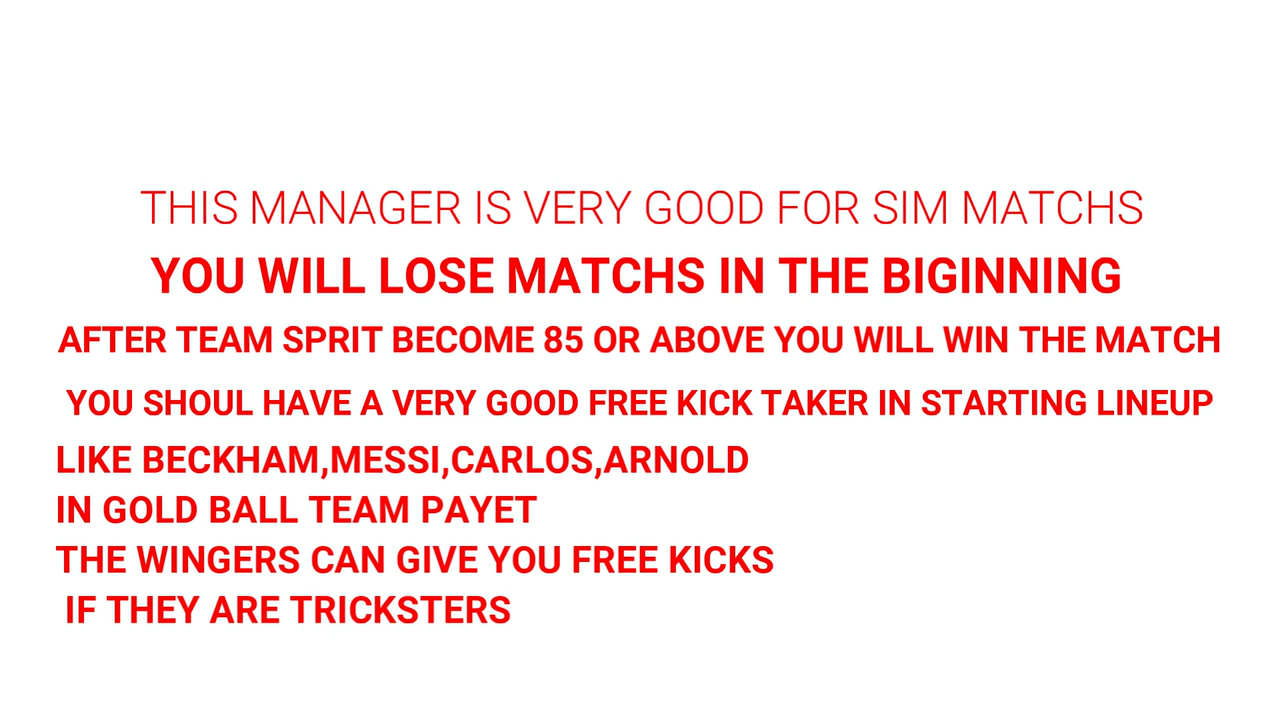 THIS MANAGER IS VERY GOOD FOR SIM MATCHS
YOU WILL LOSE MATCHS IN THE BIGINNING
AFTER TEAM SPRIT BECOME 85 OR ABOVE YOU WILL WIN THE MATCH
YOU SHOUL HAVE A VERY GOOD FREE KICK TAKER IN STARTING LINEUP
LIKE BECKHAM,MESSI,CARLOS,ARNOLD
IN GOLD BALL TEAM PAYET
THE WINGERS CAN GIVE YOU FREE KICKS
IF THEY ARE TRICKSTERS